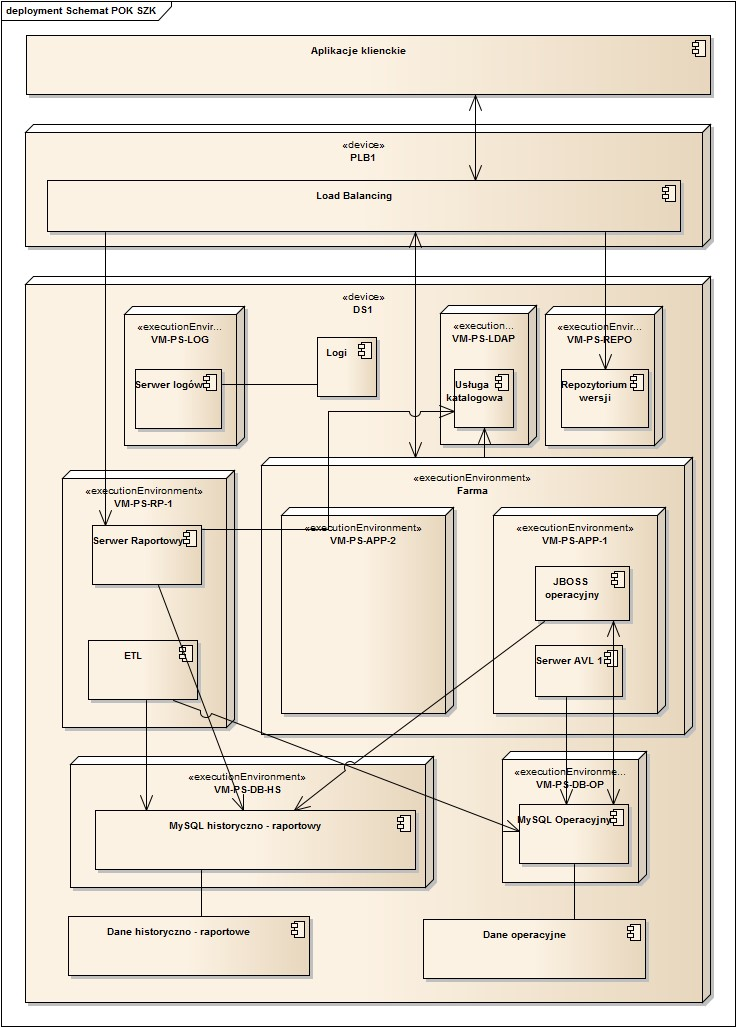 deployment Schemat POK SZK
Aplikacje klienckie
«device»
PLB1
Load Balancing
«device»
DS1
«executionEnvir...
VM-PS-LOG
Serwer logów
Logi
«execution...
VM-PS-LDAP
Usługa
katalogowa
«executionEnvir...
VM-PS-REPO
Repozytorium
wersji
«executionEnvironment»
VM-PS-RP-1
Serwer Raportowy
ETL
«executionEnvironment»
Farma
«executionEnvironment»
VM-PS-APP-2
«executionEnvironment»
VM-PS-APP-1
JBOSS
operacyjny
Serwer AVL 1
«executionEnvironment»
VM-PS-DB-HS
MySQL historyczno - raportowy
«executionEnvironme...
VM-PS-DB-OP
MySQL Operacyjny
Dane historyczno - raportowe
Dane operacyjne